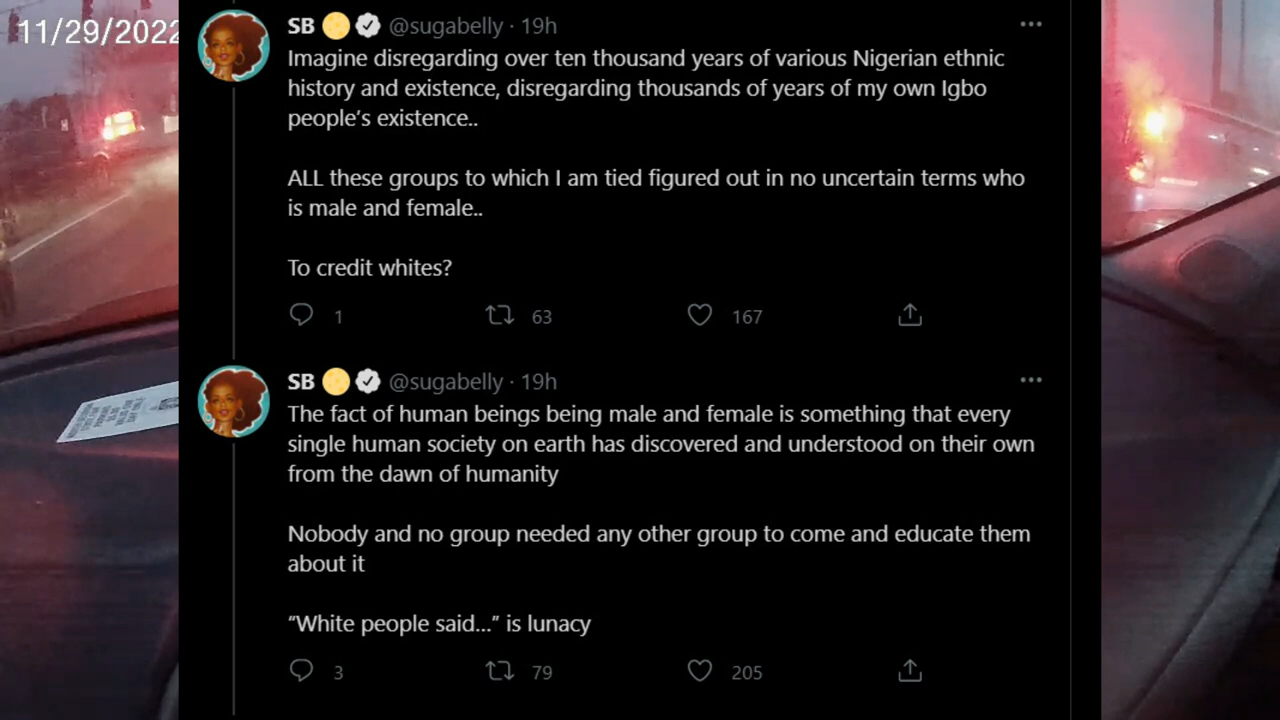 11/29/2022
SB @sugabelly · 19h
Imagine disregarding over ten thousand years of various Nigerian ethnic
history and existence, disregarding thousands of years of my own Igbo
people’s existence..
ALL these groups to which I am tied figured out in no uncertain terms who
is male and female..
To credit whites?
1 63 167
SB @sugabelly · 19h
The fact of human beings being male and female is something that every
single human society on earth has discovered and understood on their own
from the dawn of humanity
Nobody and no group needed any other group to come and educate them
about it
“White people said...” is lunacy
3 79 205